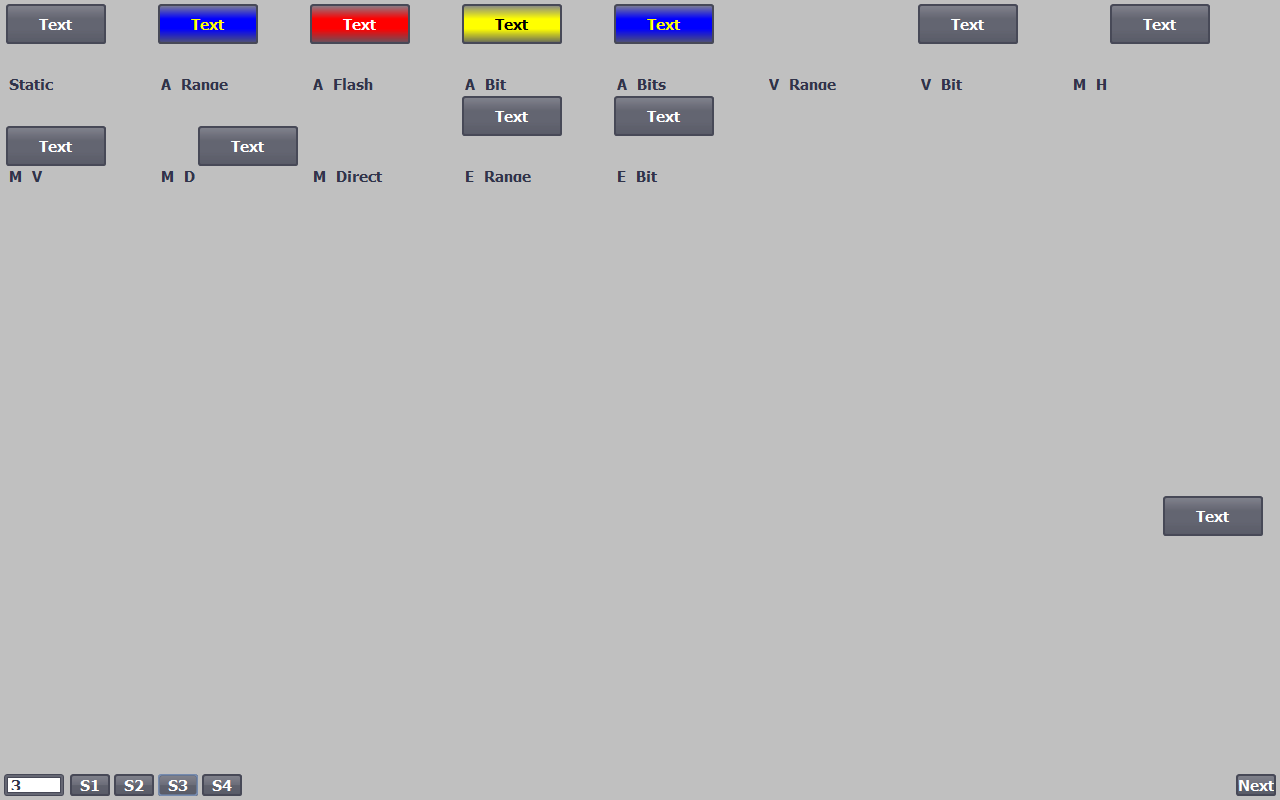 Text Text Text Text Text Text Text
Static A Range A Flash A Bit A Bits V Range V Bit M H
Text Text
Text Text
M V M D M Direct E Range E Bit
Text
3 S1 S2 S3 S4 Next